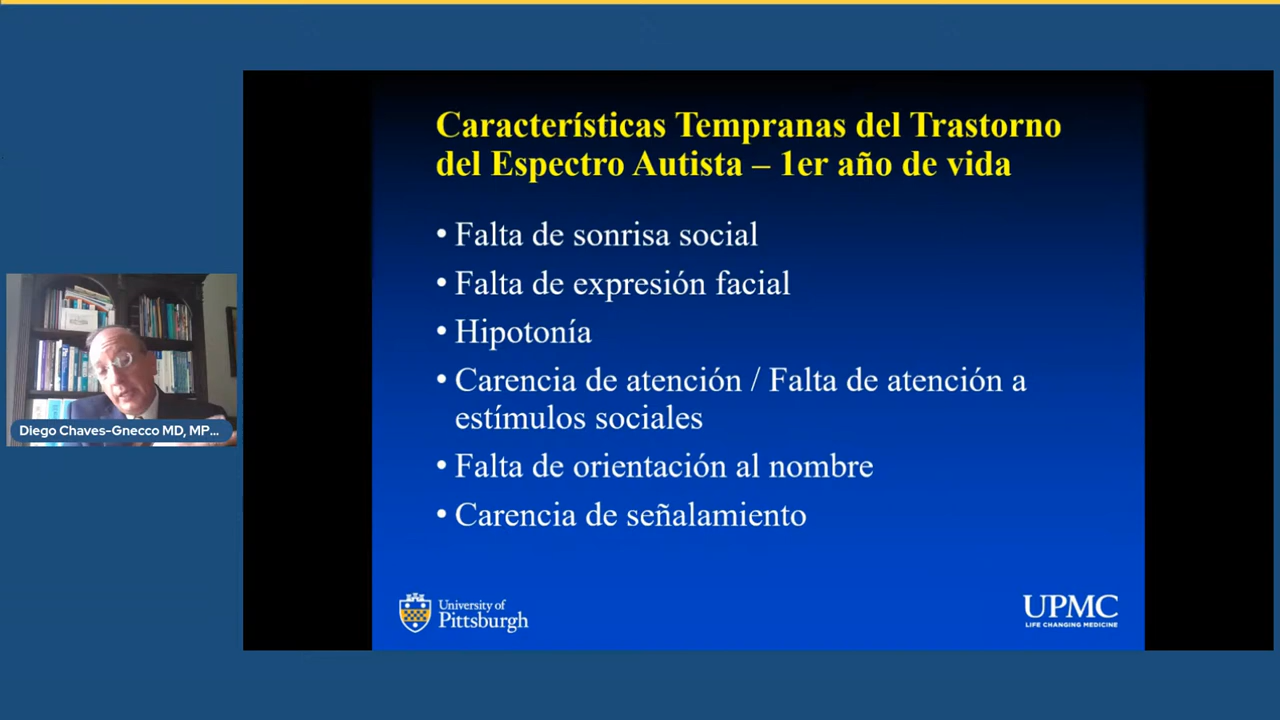 Características Tempranas del Trastorno
del Espectro Autista – 1er año de vida
• Falta de sonrisa social
• Falta de expresión facial
• Hipotonía
• Carencia de atención / Falta de atención a
estímulos sociales
• Falta de orientación al nombre
• Carencia de señalamiento
Diego Chaves-Gnecco MD, MP...
University of
Pittsburgh
UPMC
LIFE CHANGING MEDICINE